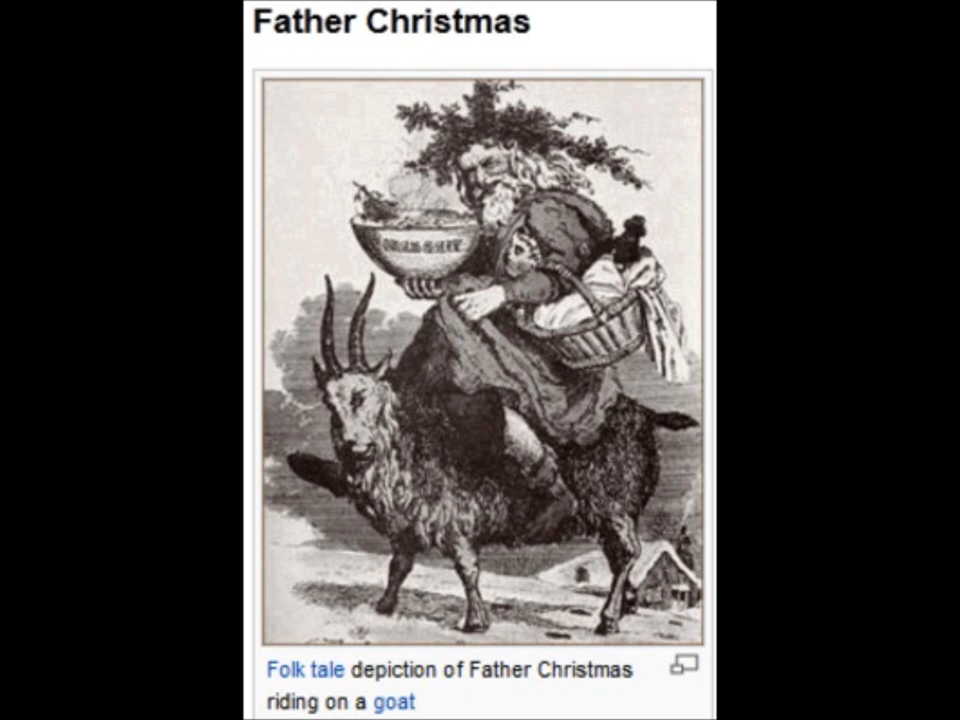 Father Christmas
Folk tale depiction of Father Christmas
riding on a goat